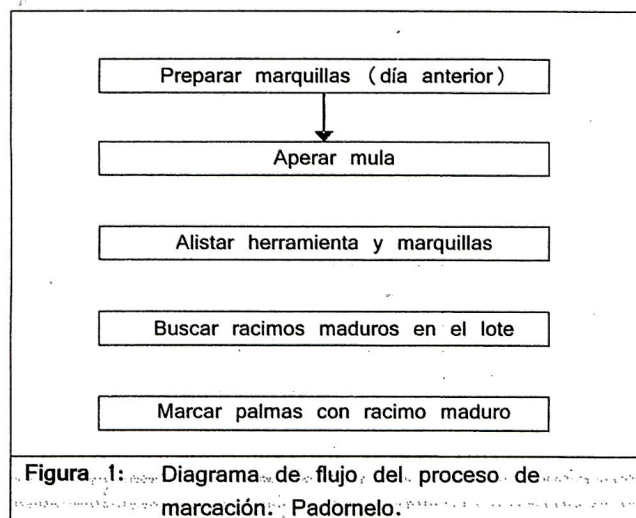 Preparar marquillas (día anterior)
Aperar mula
Alistar herramienta y marquillas
Buscar racimos maduros en el lote
Marcar palmas con racimo maduro
Figura 1: Diagrama de flujo del proceso de
marcación. Padornelo.